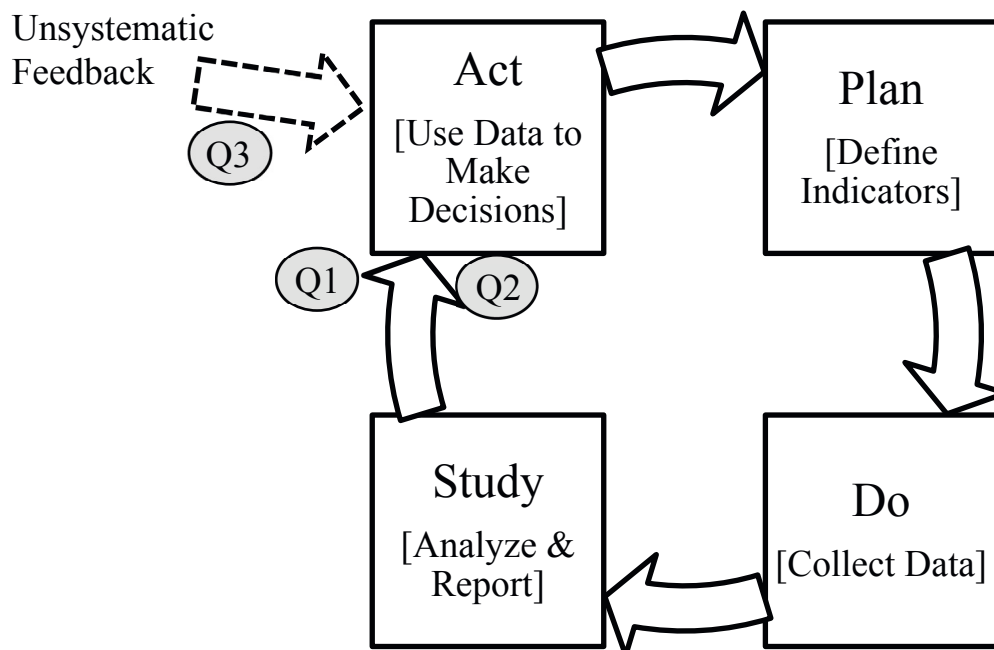 Unsystematic
Feedback
Q3
Act
[Use Data to
Make
Decisions]
Plan
[Define
Indicators]
Q1
Q2
Study
[Analyze &
Report]
Do
[Collect Data]